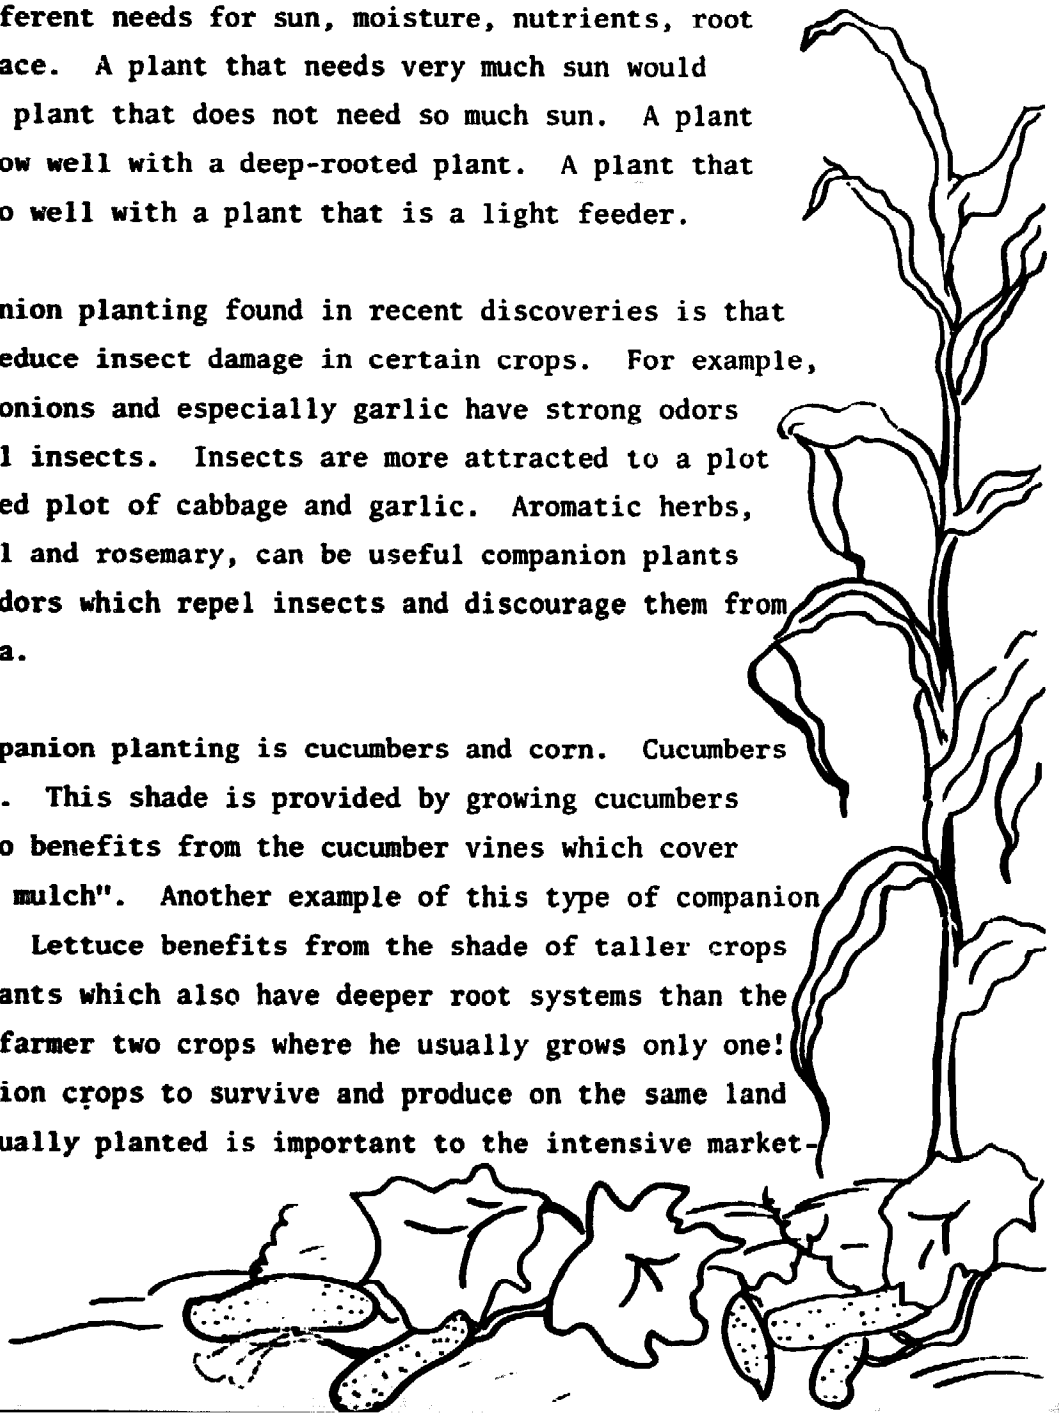 ferent needs for sun, moisture, nutrients, root
ace. A plant that needs very much sun would
plant that does not need so much sun. A plant
ow well with a deep-rooted plant. A plant that
o well with a plant that is a light feeder.
nion planting found in recent discoveries is that
educe insect damage in certain crops. For example,
onions and especially garlic have strong odors
l insects. Insects are more attracted to a plot
ed plot of cabbage and garlic. Aromatic herbs,
l and rosemary, can be useful companion plants
dors which repel insects and discourage them from
a.
panion planting is cucumbers and corn. Cucumbers
. This shade is provided by growing cucumbers
o benefits from the cucumber vines which cover
mulch". Another example of this type of companion
Lettuce benefits from the shade of taller crops
ants which also have deeper root systems than the
farmer two crops where he usually grows only one!
ion crops to survive and produce on the same land
ually planted is important to the intensive market-